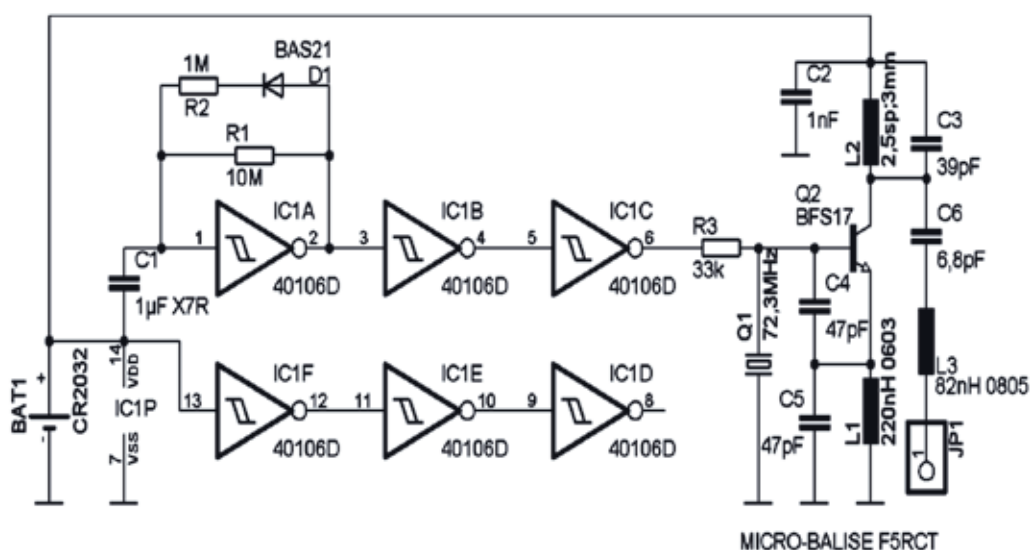 1M
BAS21
D1
R2
R1
10M
C2
1nF
L2
2,5sp;3mm
C3
39pF
Q2
BFS17
C6
6,8pF
IC1A
IC1B
IC1C
R3
33k
1
2
3
4
5
6
40106D
40106D
40106D
C1
1µF X7R
Q1
72,3MHz
C4
47pF
L3
82nH 0805
BAT1
+
-
CR2032
14
VDD
IC1P
7
VSS
IC1F
IC1E
IC1D
13
12
11
10
9
8
40106D
40106D
40106D
C5
47pF
L1
220nH 0603
1
JP1
MICRO-BALISE F5RCT